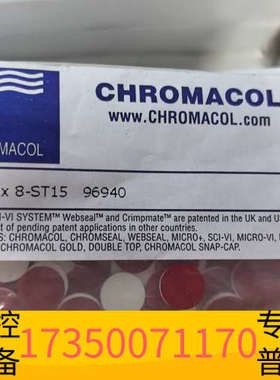 CHROMACOL
www.CHROMACOL.com
MACOL
x 8-ST15 96940
I-VI SYSTEM™ Webseal™ and Crimpmate™ are patented in the UK and U
t of pending patent applications in other countries.
S: CHROMACOL, CHROMSEAL, WEBSEAL, MICRO+, SCI-VI, MICRO-VI, U
CHROMACOL GOLD, DOUBLE TOP, CHROMACOL SNAP-CAP.
控 专
备 17350071170 普